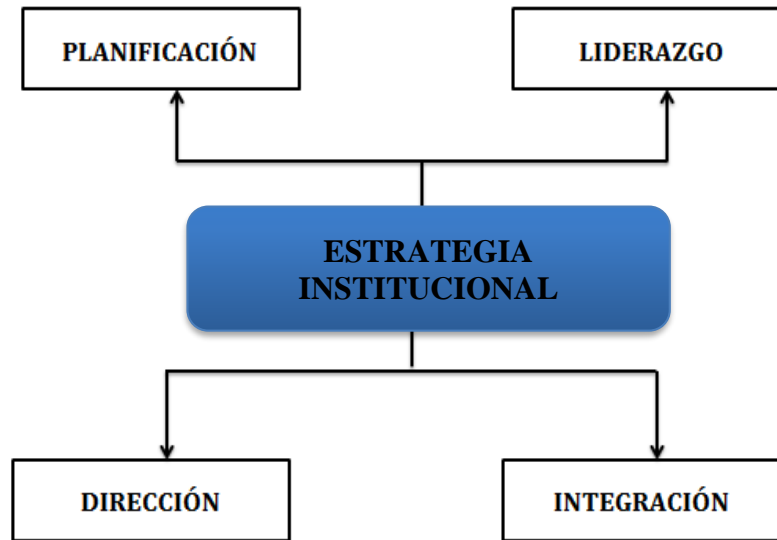 PLANIFICACIÓN
LIDERAZGO
ESTRATEGIA
INSTITUCIONAL
DIRECCIÓN
INTEGRACIÓN